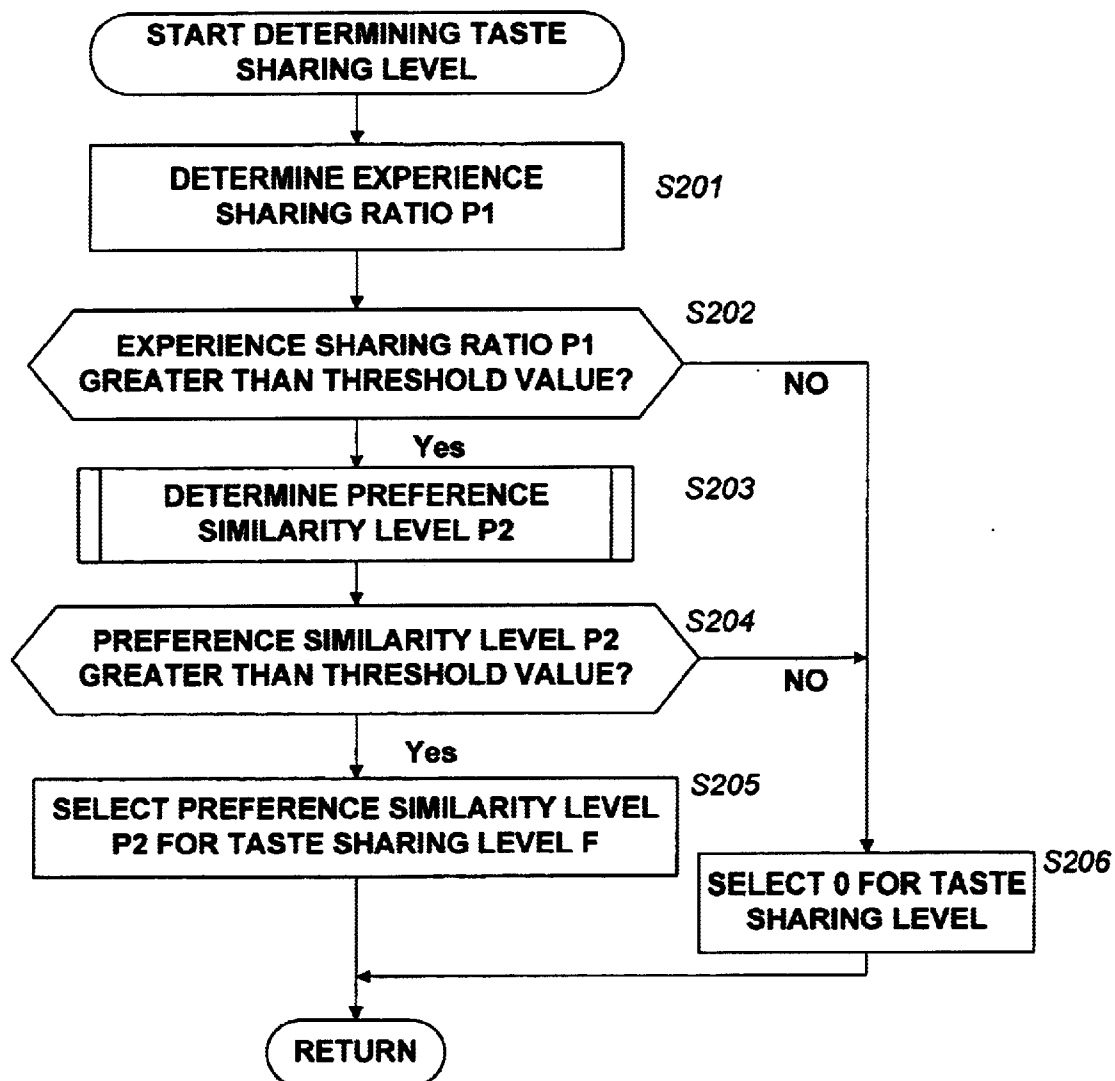 START DETERMINING TASTE
SHARING LEVEL
DETERMINE EXPERIENCE
SHARING RATIO P1
S201
EXPERIENCE SHARING RATIO P1
GREATER THAN THRESHOLD VALUE?
S202
NO
Yes
DETERMINE PREFERENCE
SIMILARITY LEVEL P2
S203
PREFERENCE SIMILARITY LEVEL P2
GREATER THAN THRESHOLD VALUE?
S204
NO
Yes
SELECT PREFERENCE SIMILARITY LEVEL
P2 FOR TASTE SHARING LEVEL F
S205
SELECT 0 FOR TASTE
SHARING LEVEL
S206
RETURN